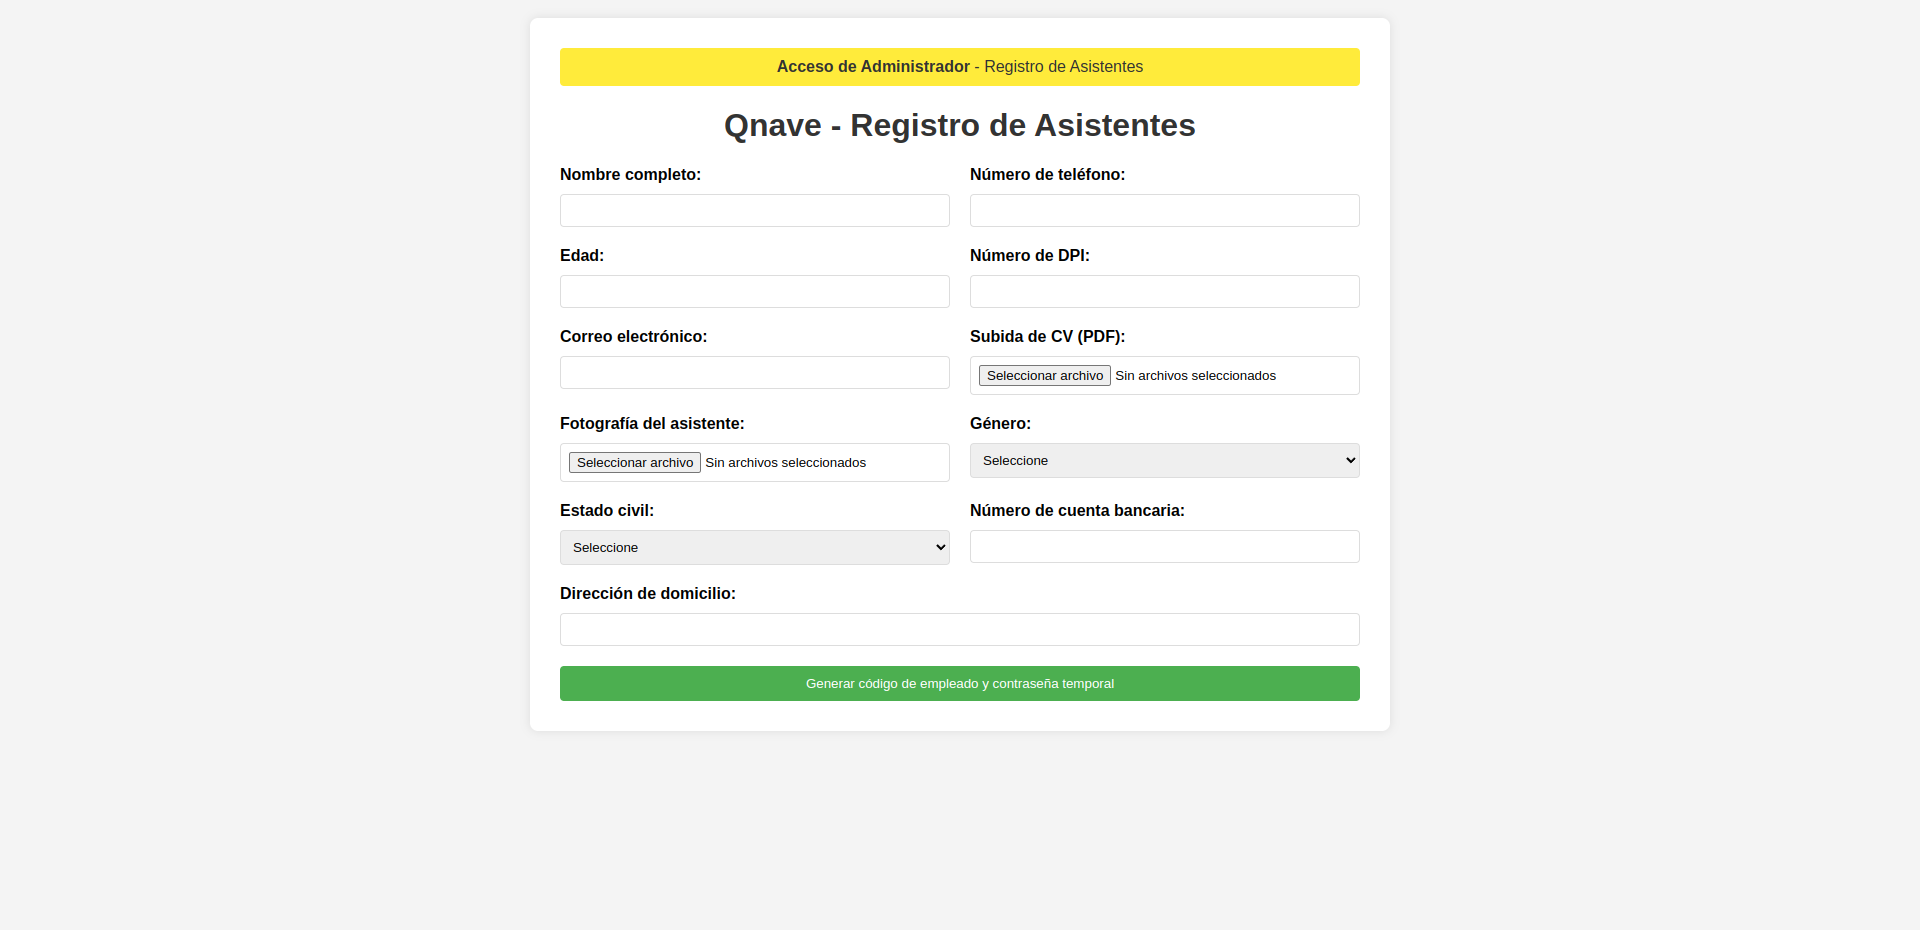 Acceso de Administrador - Registro de Asistentes
Qnave - Registro de Asistentes
Nombre completo:
Número de teléfono:
Edad:
Número de DPI:
Correo electrónico:
Subida de CV (PDF):
Seleccionar archivo Sin archivos seleccionados
Fotografía del asistente:
Seleccionar archivo Sin archivos seleccionados
Género:
Seleccione
Estado civil:
Seleccione
Número de cuenta bancaria:
Dirección de domicilio:
Generar código de empleado y contraseña temporal